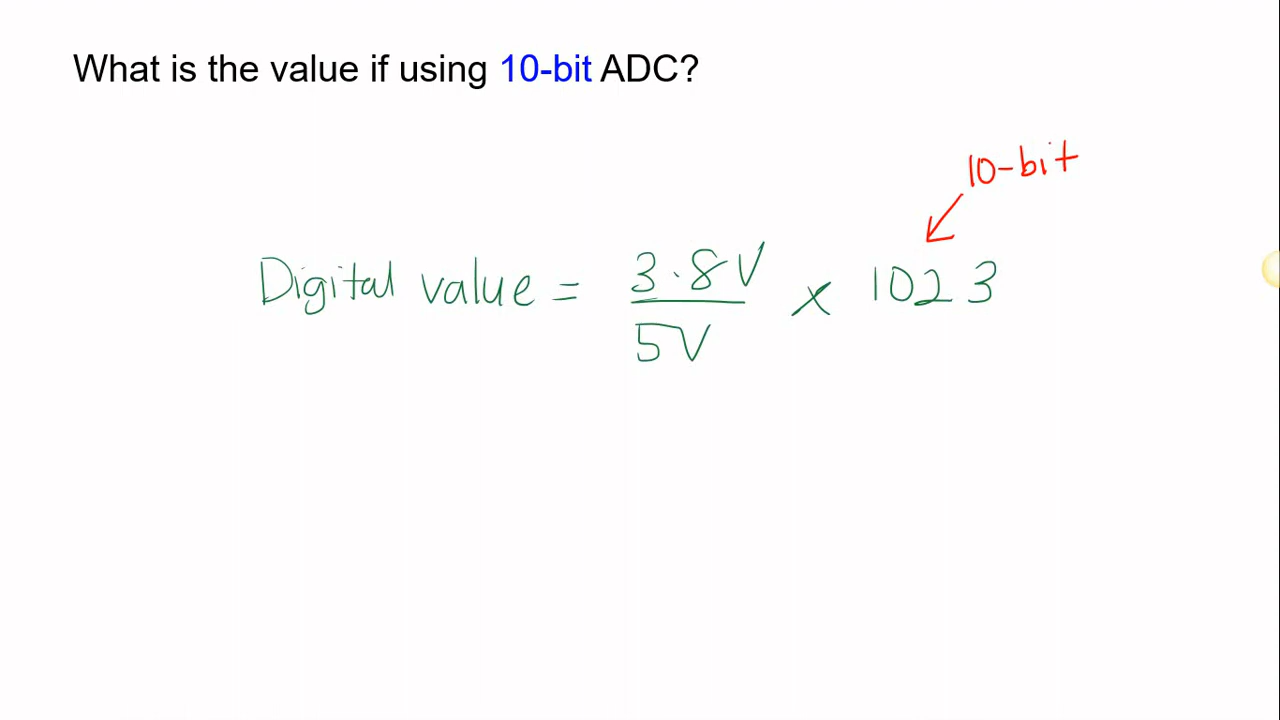 What is the value if using 10-bit ADC?
10-bit
Digital value = 3.8V / 5V × 1023